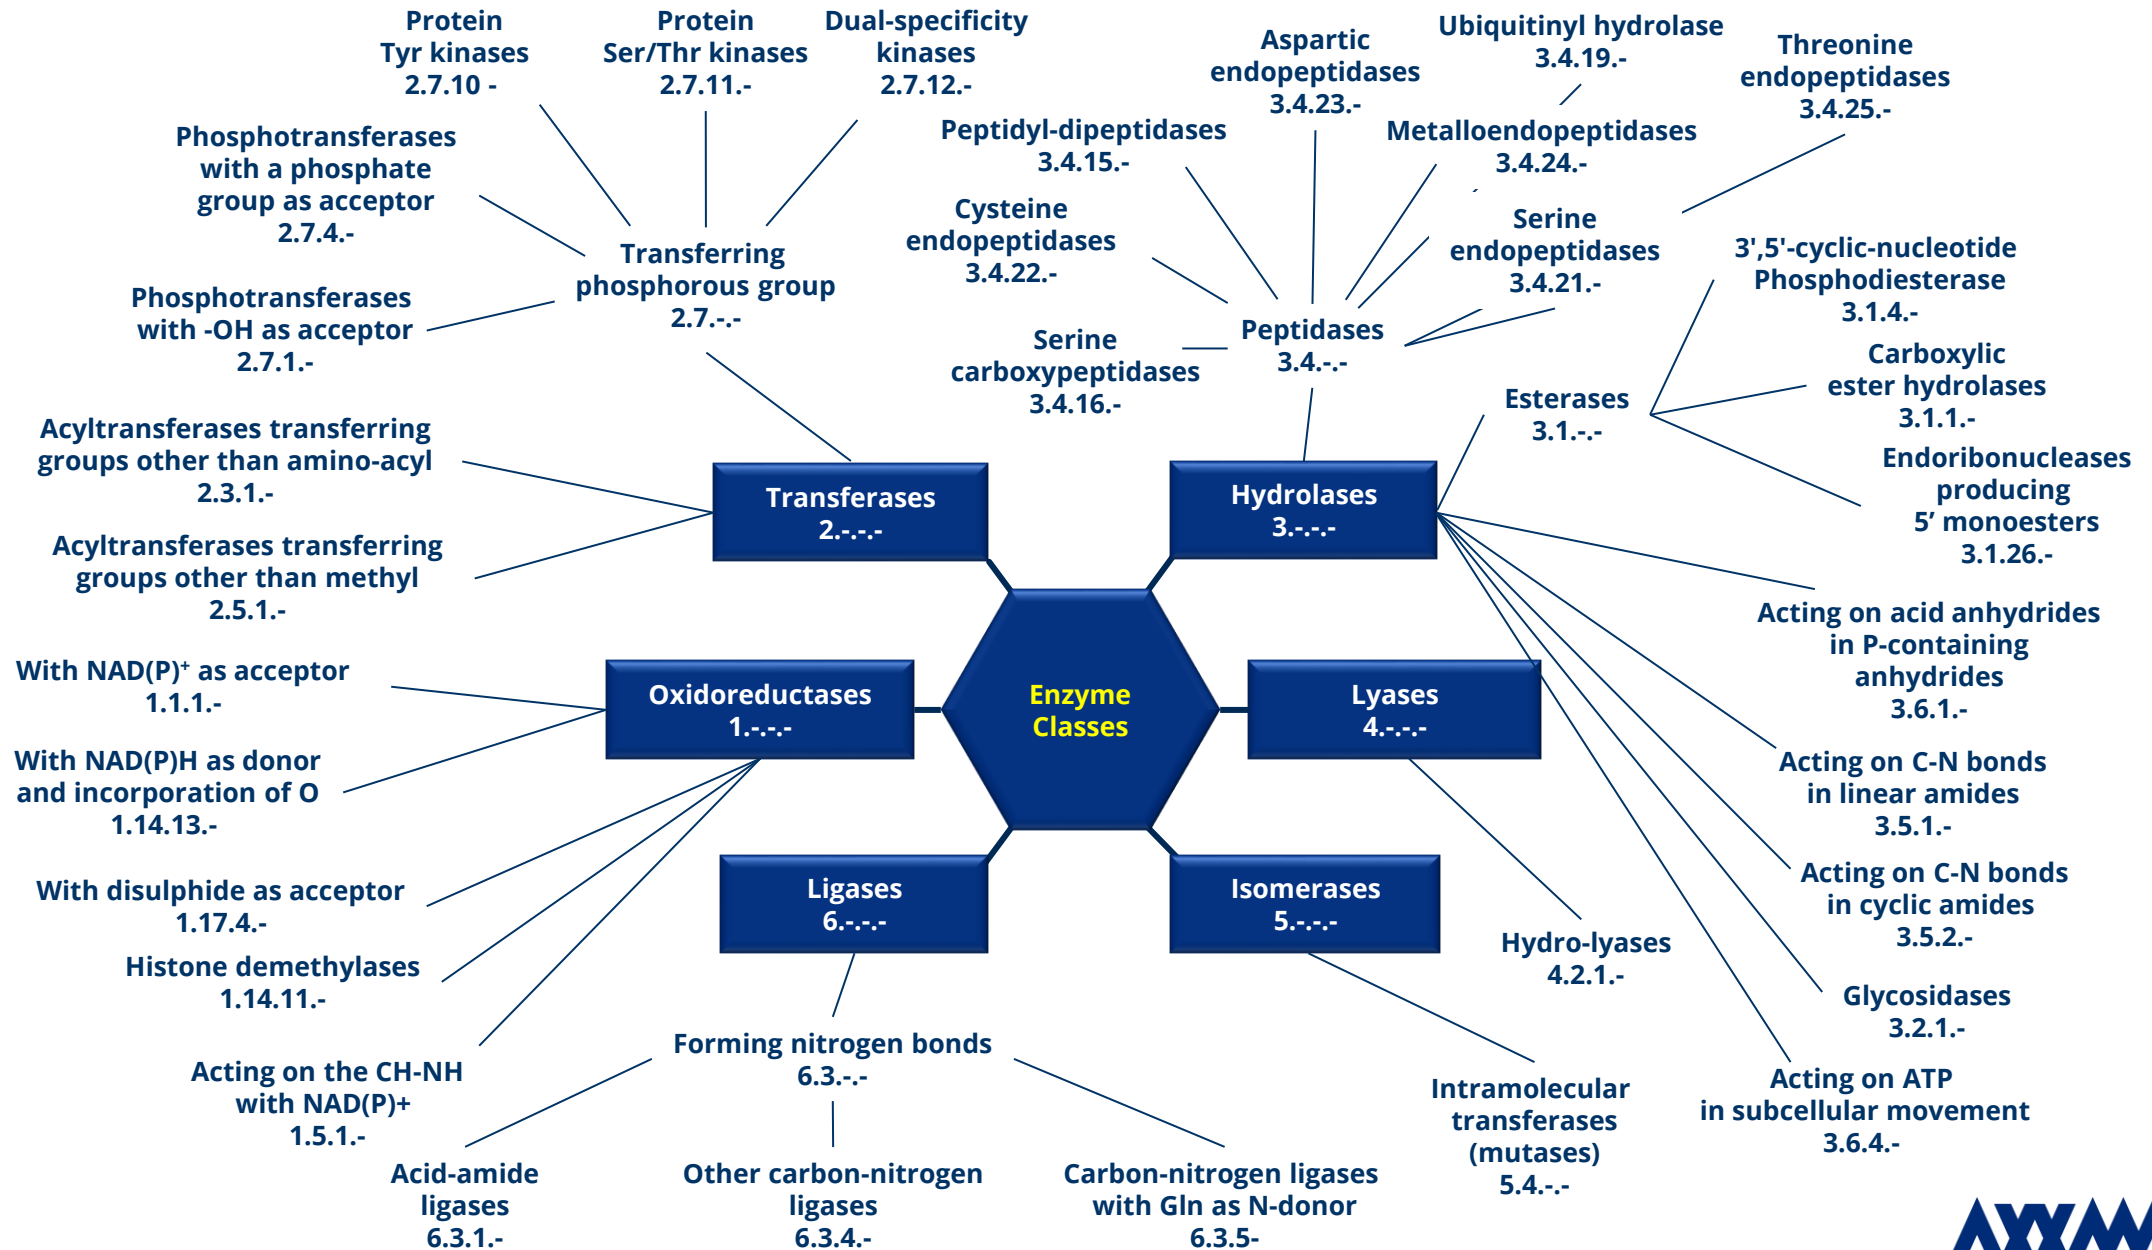 Protein
Tyr kinases
2.7.10 -
Protein
Ser/Thr kinases
2.7.11.-
Dual-specificity
kinases
2.7.12.-
Aspartic
endopeptidases
3.4.23.-
Ubiquitinyl hydrolase
3.4.19.-
Threonine
endopeptidases
3.4.25.-
Phosphotransferases
with a phosphate
group as acceptor
2.7.4.-
Peptidyl-dipeptidases
3.4.15.-
Metalloendopeptidases
3.4.24.-
Cysteine
endopeptidases
3.4.22.-
Serine
endopeptidases
3.4.21.-
Transferring
phosphorous group
2.7.-.-
3',5'-cyclic-nucleotide
Phosphodiesterase
3.1.4.-
Phosphotransferases
with -OH as acceptor
2.7.1.-
Serine
carboxypeptidases
3.4.16.-
Peptidases
3.4.-.-
Carboxylic
ester hydrolases
3.1.1.-
Esterases
3.1.-.-
Acyltransferases transferring
groups other than amino-acyl
2.3.1.-
Endoribonucleases
producing
5’ monoesters
3.1.26.-
Transferases
2.-.-.-
Hydrolases
3.-.-.-
Acyltransferases transferring
groups other than methyl
2.5.1.-
Acting on acid anhydrides
in P-containing
anhydrides
3.6.1.-
With NAD(P)⁺ as acceptor
1.1.1.-
Oxidoreductases
1.-.-.-
Enzyme
Classes
Lyases
4.-.-.-
With NAD(P)H as donor
and incorporation of O
1.14.13.-
Acting on C-N bonds
in linear amides
3.5.1.-
With disulphide as acceptor
1.17.4.-
Ligases
6.-.-.-
Isomerases
5.-.-.-
Acting on C-N bonds
in cyclic amides
3.5.2.-
Histone demethylases
1.14.11.-
Hydro-lyases
4.2.1.-
Glycosidases
3.2.1.-
Acting on the CH-NH
with NAD(P)+
1.5.1.-
Forming nitrogen bonds
6.3.-.-
Intramolecular
transferases
(mutases)
5.4.-.-
Acting on ATP
in subcellular movement
3.6.4.-
Acid-amide
ligases
6.3.1.-
Other carbon-nitrogen
ligases
6.3.4.-
Carbon-nitrogen ligases
with Gln as N-donor
6.3.5-
AXXAM